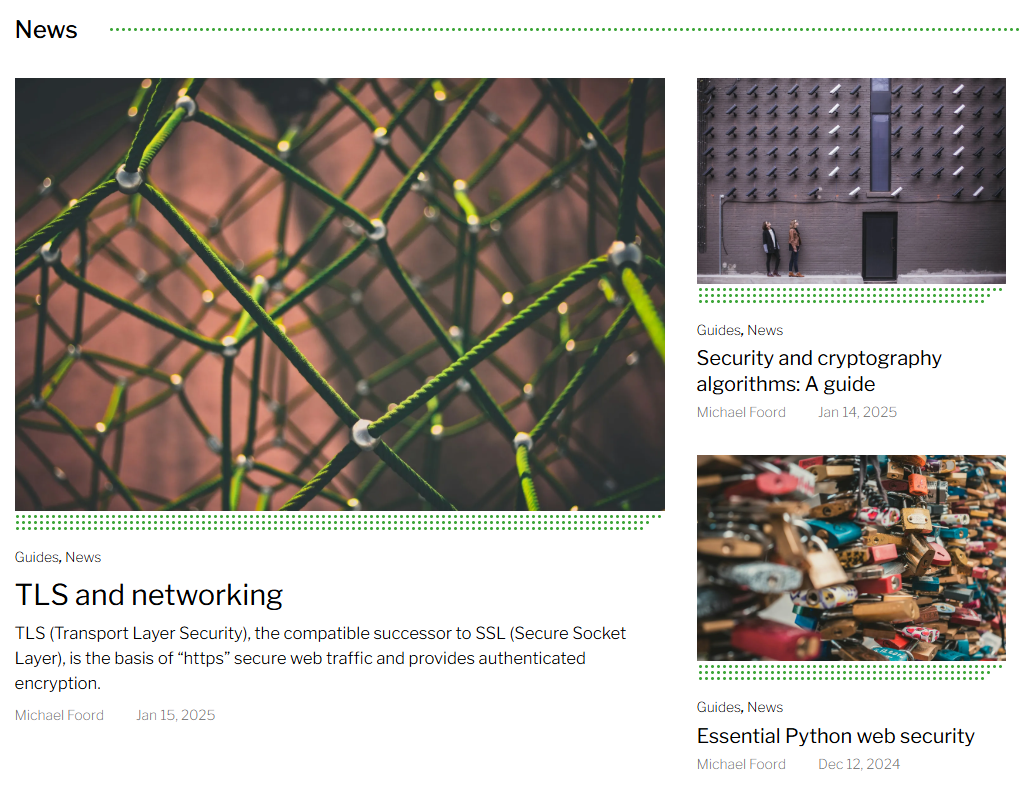 News
Guides, News
TLS and networking
TLS (Transport Layer Security), the compatible successor to SSL (Secure Socket
Layer), is the basis of “https” secure web traffic and provides authenticated
encryption.
Michael Foord Jan 15, 2025
Guides, News
Security and cryptography
algorithms: A guide
Michael Foord Jan 14, 2025
Guides, News
Essential Python web security
Michael Foord Dec 12, 2024